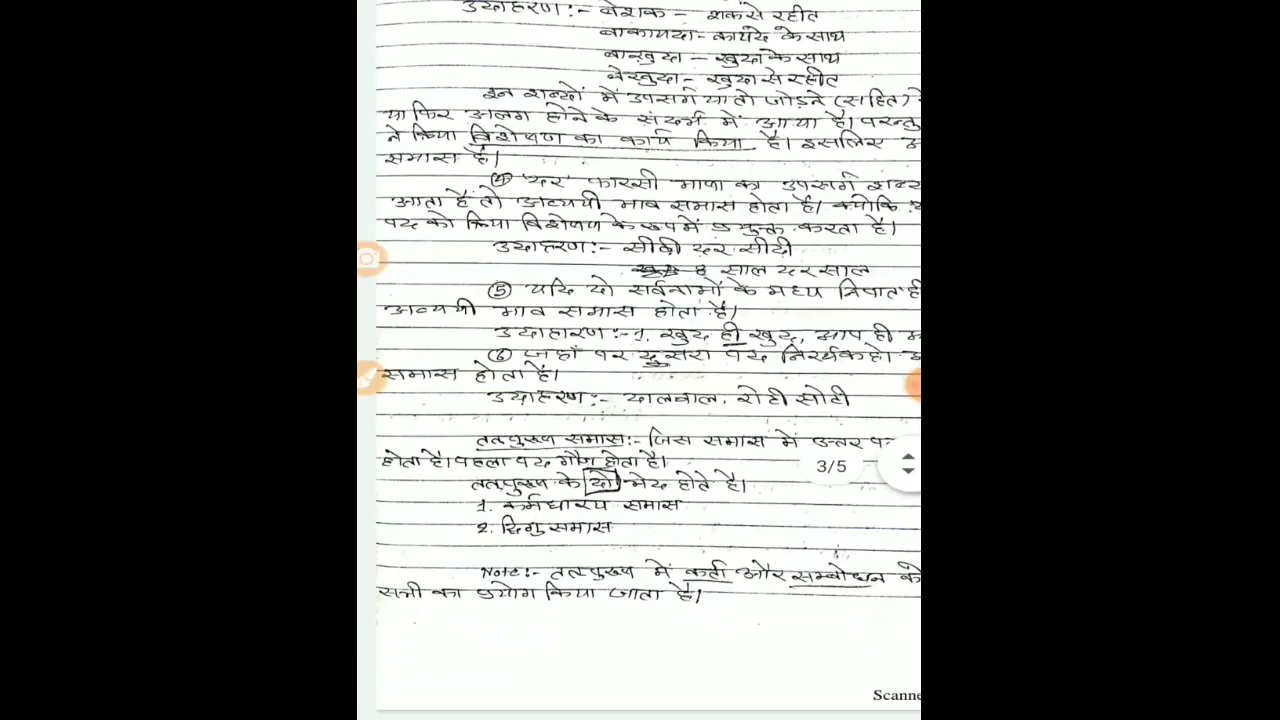 उदाहरण:- बेशक - शक से रहीत
बाकायदा - कायदे के साथ
बाखुदा - खुदा के साथ
बेखुदा - खुदा से रहीत
इन शब्दों में उपसर्ग या तो जोड़ने (सहित)
या फिर अलग होने के संदर्भ में आया है। परन्तु
ने क्रिया विशेषण का कार्य किया है। इसलिए
समास है।
④ 'दर' फारसी भाषा का उपसर्ग शब्द
आता है तो अव्ययी भाव समास होता है। क्योंकि
पद को क्रिया विशेषण के रूप में प्रयुक्त करता है।
उदाहरण:- सीढी दर सीढी
साल दर साल
⑤ यदि दो सर्वनामों के मध्य निपात ही
अव्ययी भाव समास होता है।
उदाहारण:- 1. खुद ही खुद, आप ही
⑥ जहाँ पर दुसरा पद निरर्थक हो।
समास होता है।
उदाहरण:- दालवाल, रोटी सोटी
तत्पुरुष समास:- जिस समास में उत्तर
होता है। पहला पद गौण होता है।
तत्पुरुष के दो भेद होते है।
1. कर्मधारय समास
2. द्विगु समास
Note:- तत्पुरुष में कर्ता और सम्बोधन को
सभी का प्रयोग किया जाता है।
3/5
Scanne